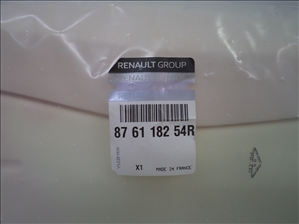 RENAULT GROUP
87 61 182 54R
X1 MADE IN FRANCE